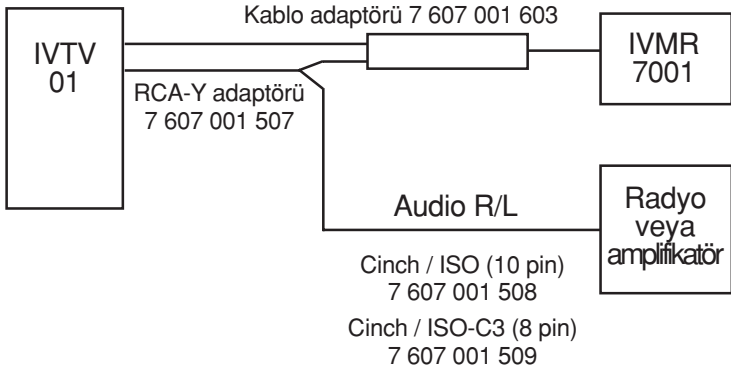 Kablo adaptörü 7 607 001 603
IVTV
01
IVMR
7001
RCA-Y adaptörü
7 607 001 507
Audio R/L
Radyo
veya
amplifikatör
Cinch / ISO (10 pin)
7 607 001 508
Cinch / ISO-C3 (8 pin)
7 607 001 509